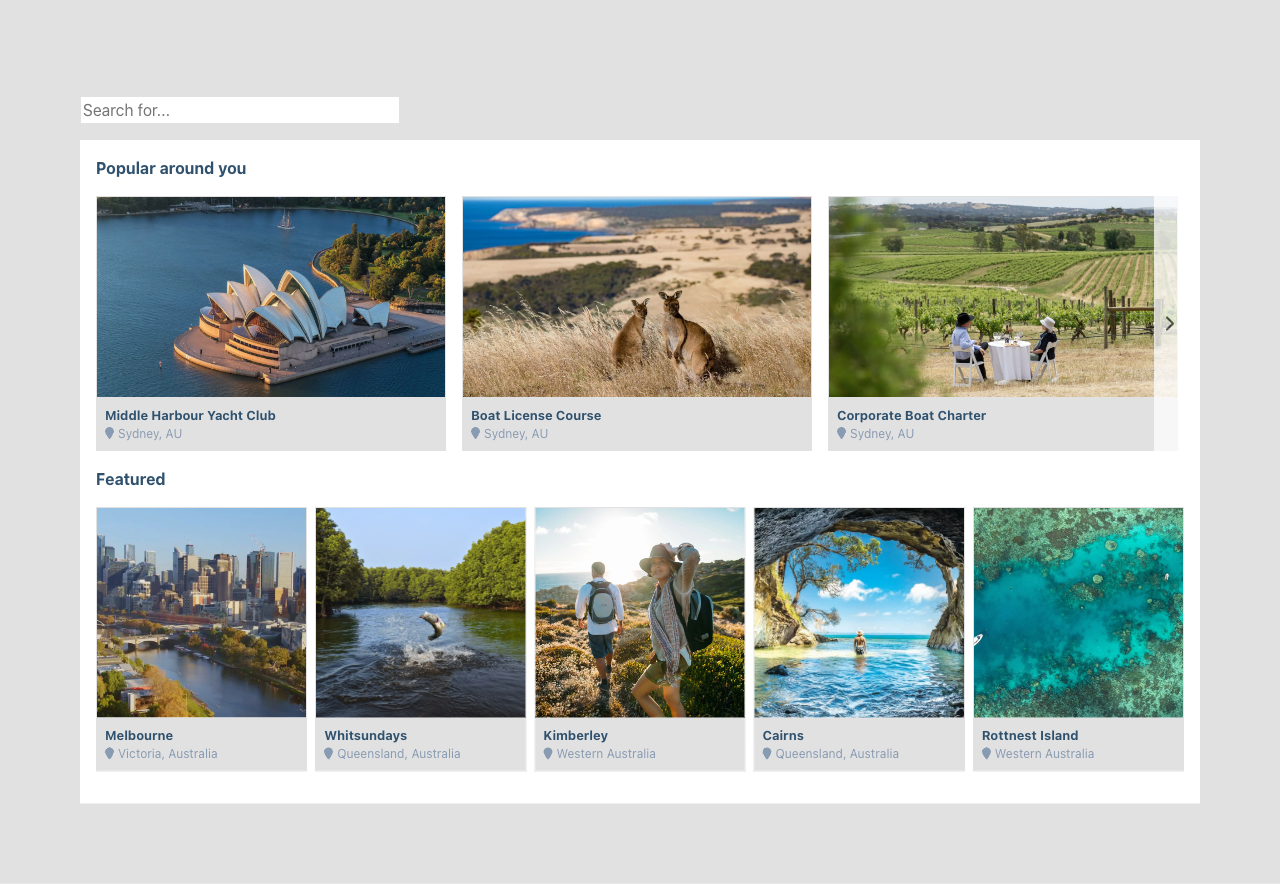 Search for...
Popular around you
Middle Harbour Yacht Club
Sydney, AU
Boat License Course
Sydney, AU
Corporate Boat Charter
Sydney, AU
Featured
Melbourne
Victoria, Australia
Whitsundays
Queensland, Australia
Kimberley
Western Australia
Cairns
Queensland, Australia
Rottnest Island
Western Australia